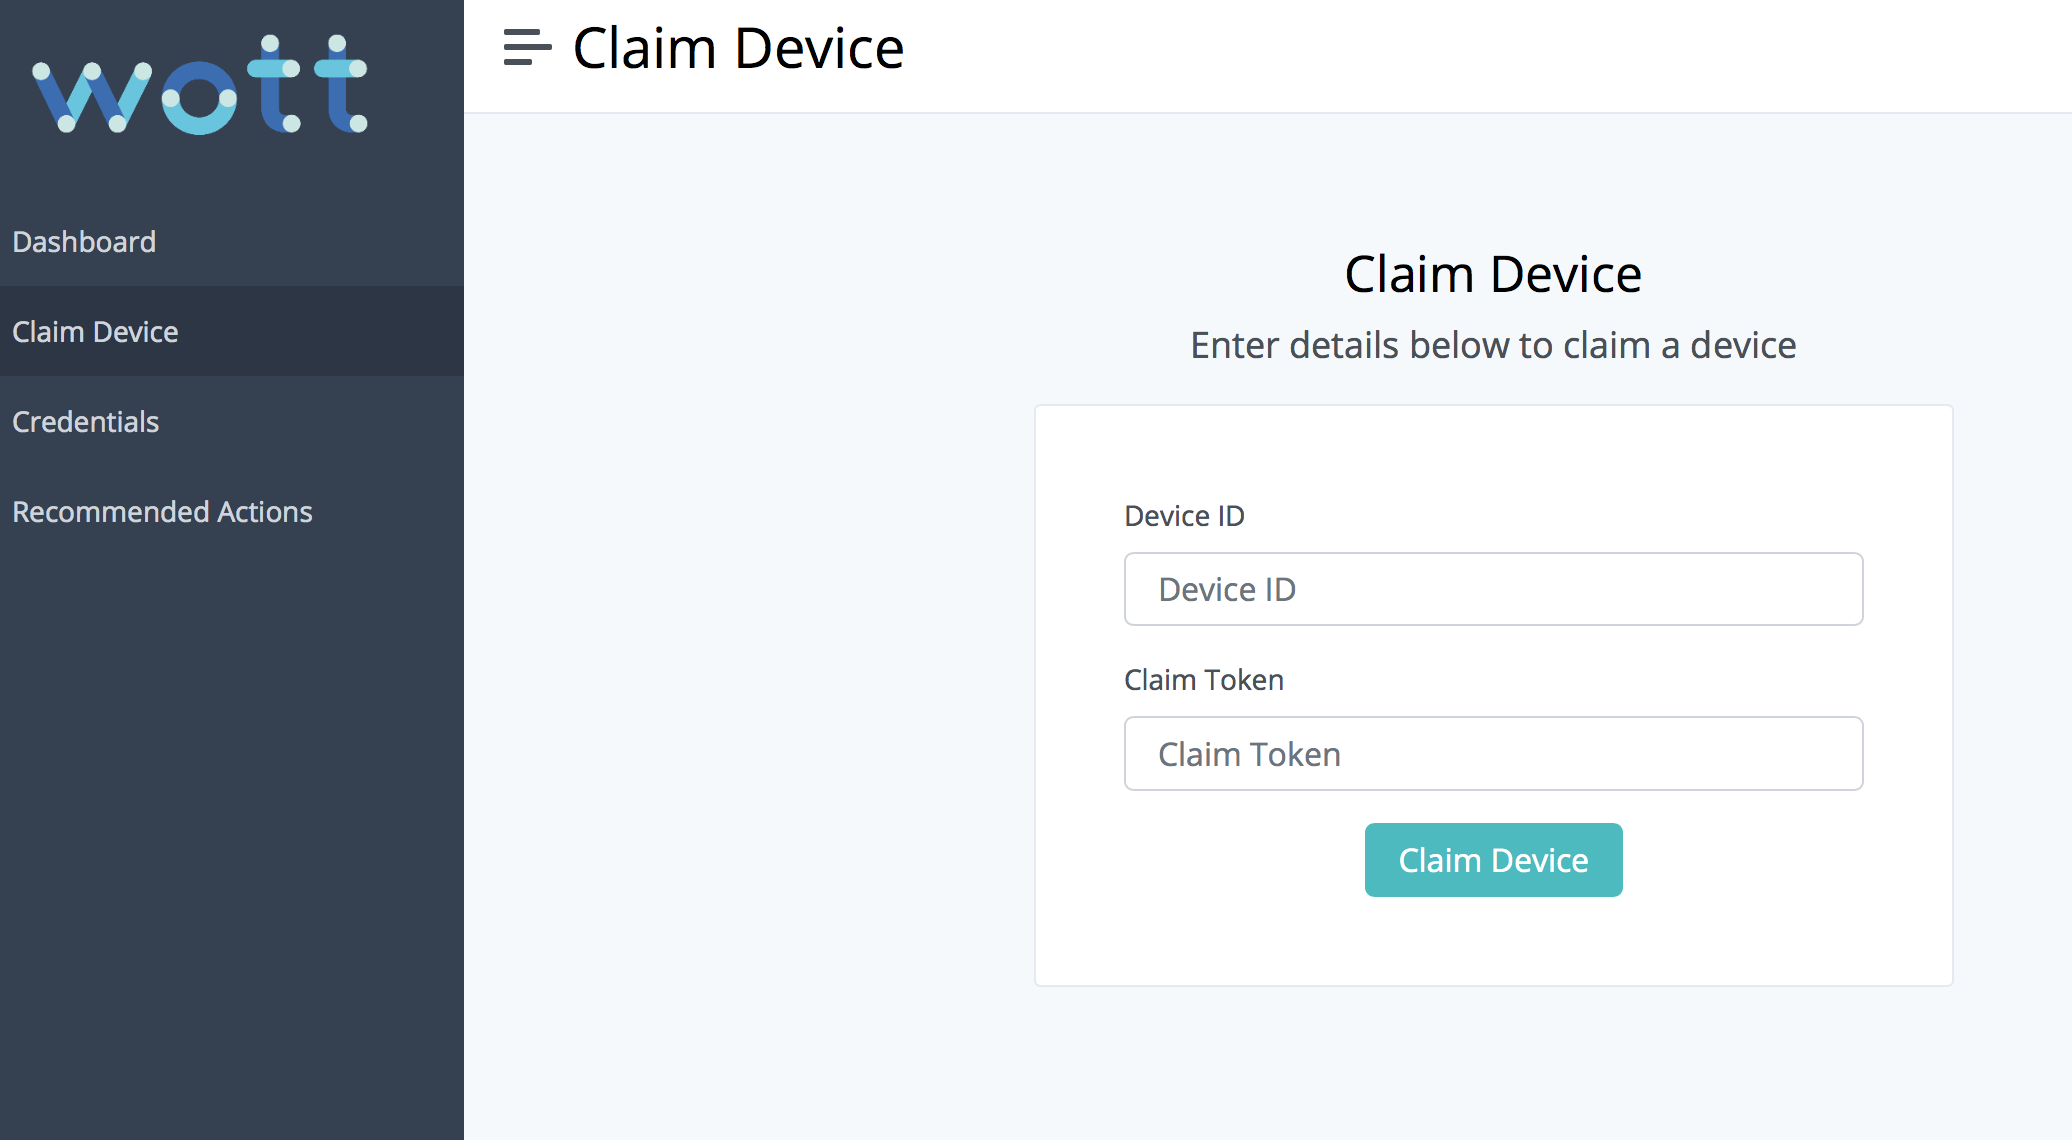 wott
Claim Device
Dashboard
Claim Device
Credentials
Recommended Actions
Claim Device
Enter details below to claim a device
Device ID
Device ID
Claim Token
Claim Token
Claim Device